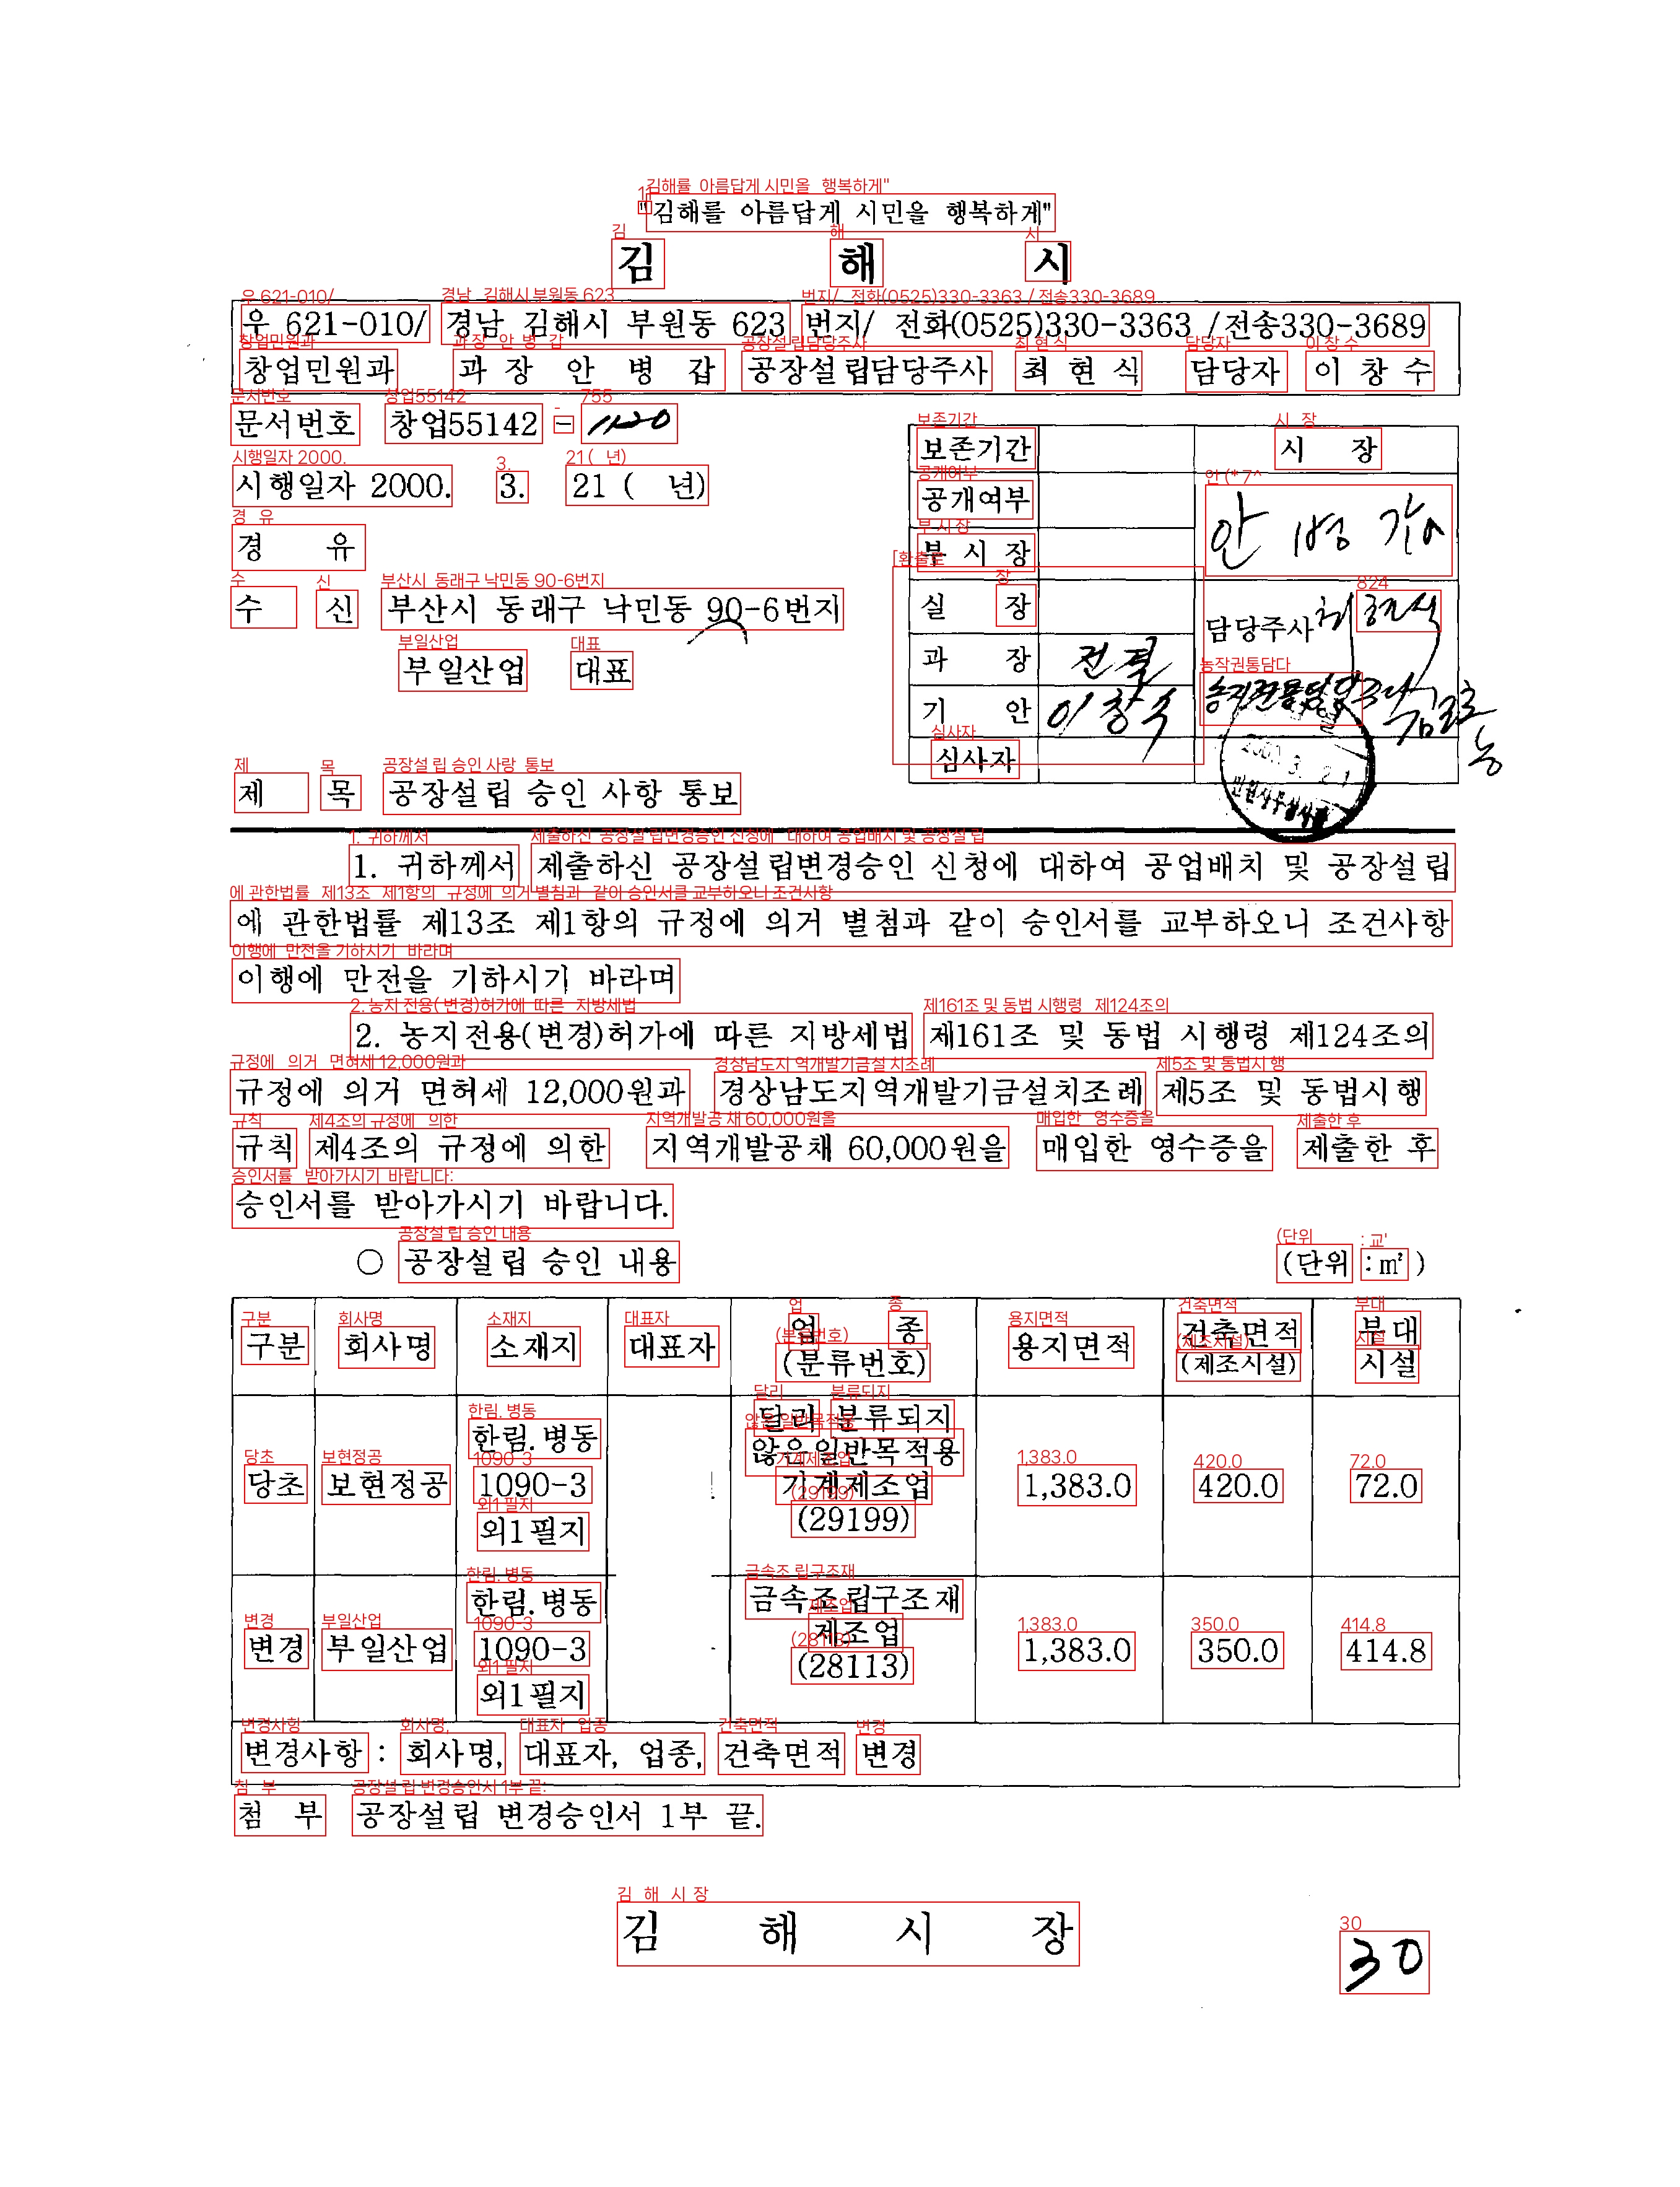 "김해를 아름답게 시민을 행복하게"
김 해 시
우 621-010/ 경남 김해시 부원동 623 번지/ 전화(0525)330-3363 /전송330-3689
창업민원과 과 장 안 병 갑 공장설립담당주사 최 현 식 담당자 이 창 수
문서번호 창업55142 - 1120
시행일자 2000. 3. 21 ( 년)
경 유
수 신 부산시 동래구 낙민동 90-6번지
부일산업 대표
보존기간 시 장
공개여부 안 병 갑
부 시 장
실 장 담당주사 최현식
과 장 전결
기 안 이창수
심사자
2000. 3. 21
제 목 공장설립 승인 사항 통보
1. 귀하께서 제출하신 공장설립변경승인 신청에 대하여 공업배치 및 공장설립
에 관한법률 제13조 제1항의 규정에 의거 별첨과 같이 승인서를 교부하오니 조건사항
이행에 만전을 기하시기 바라며
2. 농지전용(변경)허가에 따른 지방세법 제161조 및 동법 시행령 제124조의
규정에 의거 면허세 12,000원과 경상남도지역개발기금설치조례 제5조 및 동법시행
규칙 제4조의 규정에 의한 지역개발공채 60,000원을 매입한 영수증을 제출한 후
승인서를 받아가시기 바랍니다.
○ 공장설립 승인 내용 (단위 : ㎡ )
구분 회사명 소재지 대표자 업 종 (분류번호) 용지면적 건축면적 (제조시설) 부대 시설
당초 보현정공 한림.병동 1090-3 외1필지 달리 분류되지 않은 일반목적용 기계제조업 (29199) 1,383.0 420.0 72.0
변경 부일산업 한림.병동 1090-3 외1필지 금속조립구조재 제조업 (28113) 1,383.0 350.0 414.8
변경사항 : 회사명, 대표자, 업종, 건축면적 변경
첨 부 공장설립 변경승인서 1부 끝.
김 해 시 장
30